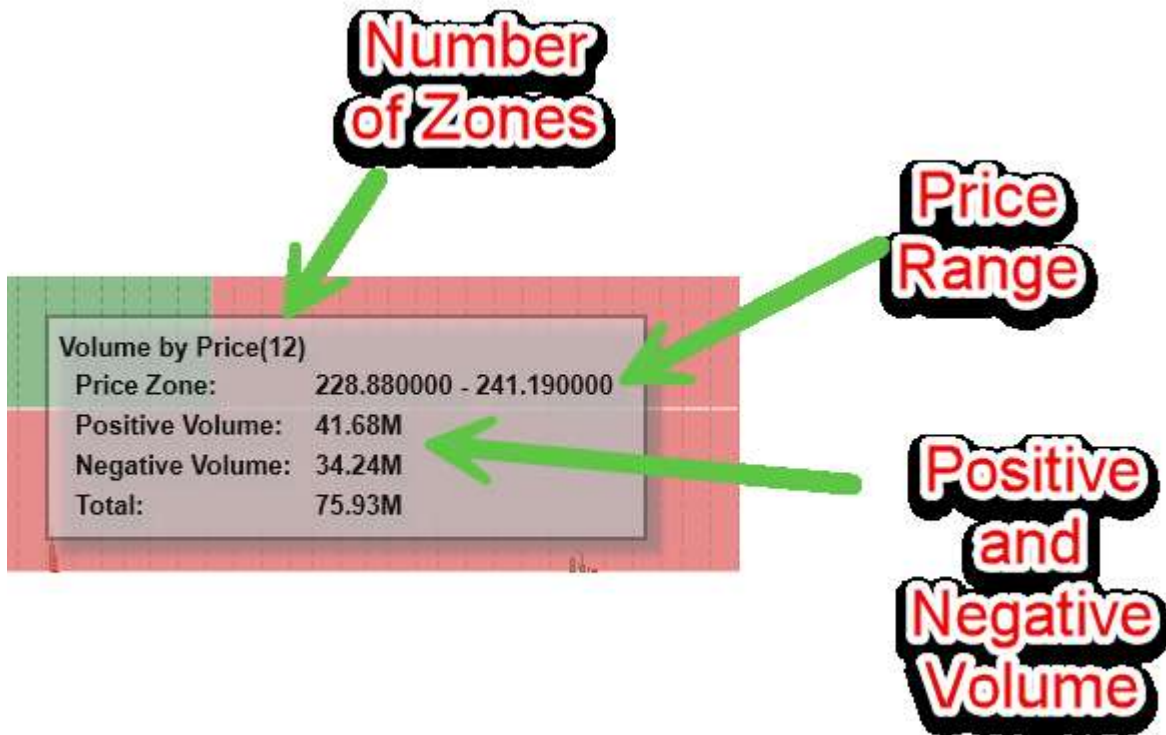 Number
of Zones
Price
Range
Volume by Price(12)
Price Zone: 228.880000 - 241.190000
Positive Volume: 41.68M
Negative Volume: 34.24M
Total: 75.93M
Positive
and
Negative
Volume